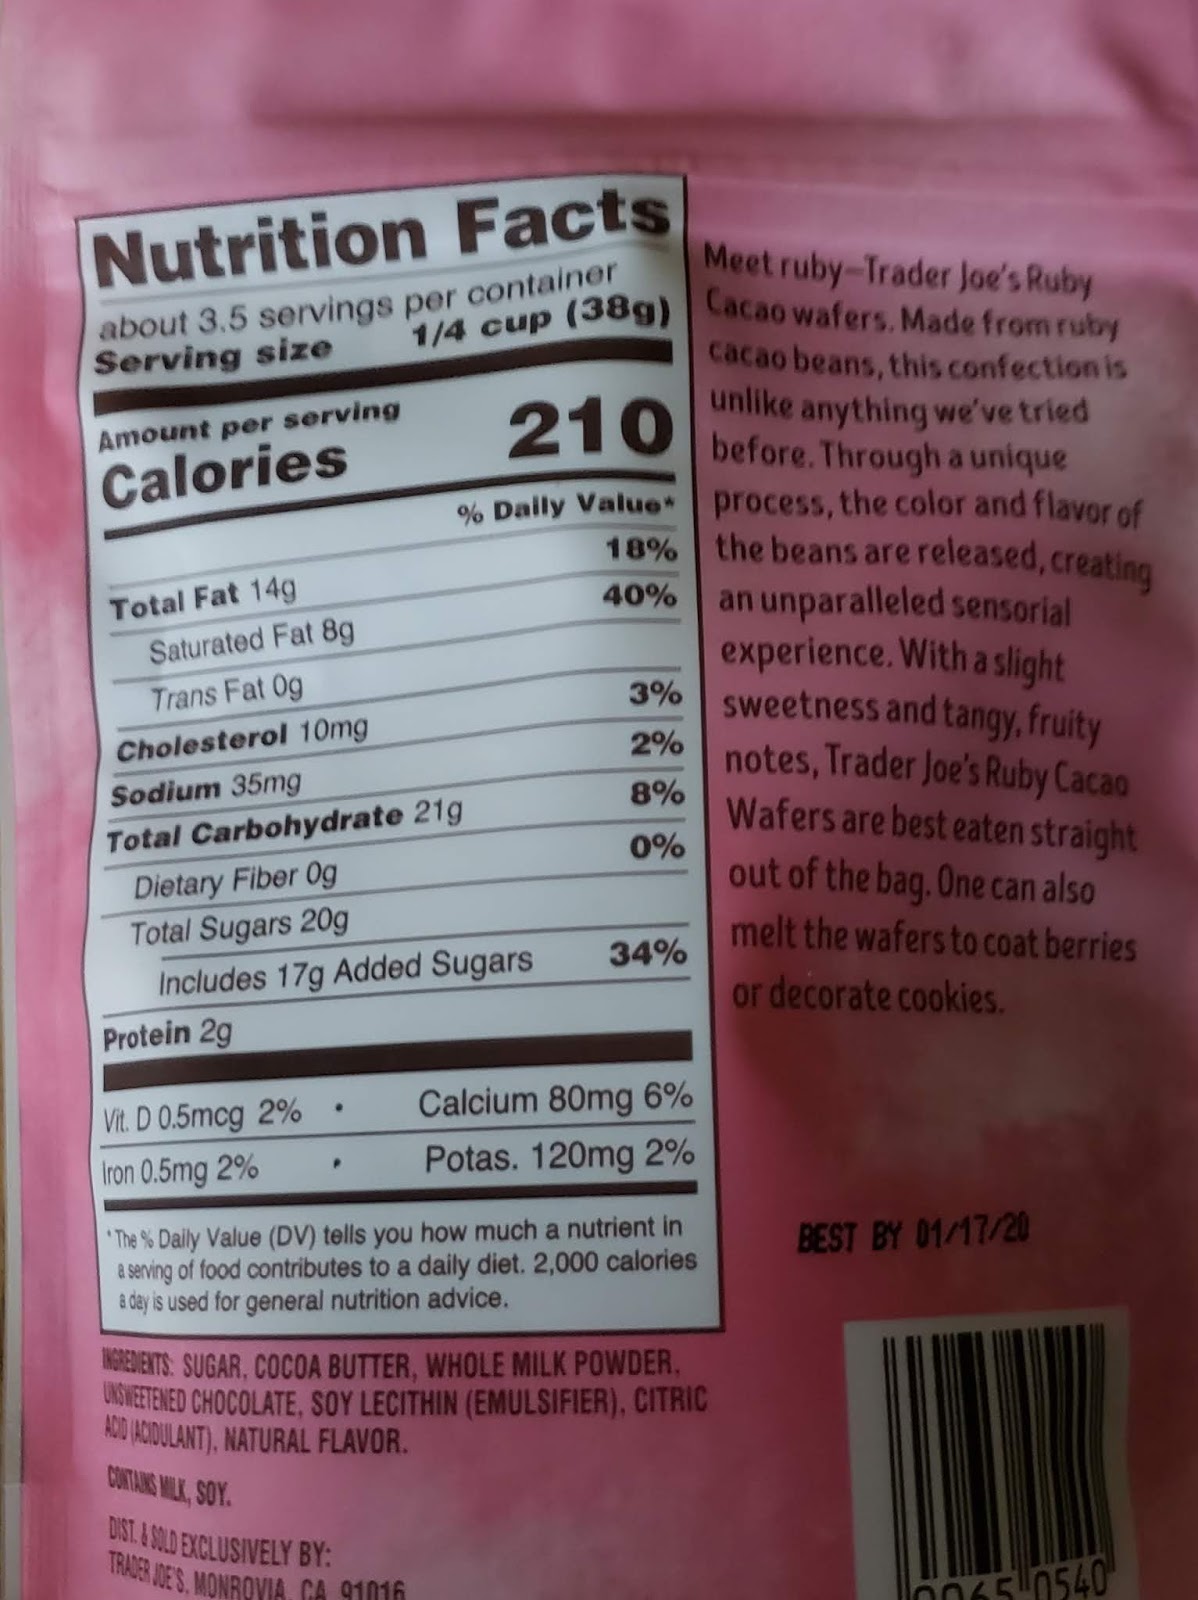 Nutrition Facts
about 3.5 servings per container
Serving size 1/4 cup (38g)
Amount per serving
Calories 210
% Daily Value*
Total Fat 14g 18%
Saturated Fat 8g 40%
Trans Fat 0g
Cholesterol 10mg 3%
Sodium 35mg 2%
Total Carbohydrate 21g 8%
Dietary Fiber 0g 0%
Total Sugars 20g
Includes 17g Added Sugars 34%
Protein 2g
Vit. D 0.5mcg 2% • Calcium 80mg 6%
Iron 0.5mg 2% • Potas. 120mg 2%
*The % Daily Value (DV) tells you how much a nutrient in
a serving of food contributes to a daily diet. 2,000 calories
a day is used for general nutrition advice.
INGREDIENTS: SUGAR, COCOA BUTTER, WHOLE MILK POWDER,
UNSWEETENED CHOCOLATE, SOY LECITHIN (EMULSIFIER), CITRIC
ACID (ACIDULANT), NATURAL FLAVOR.
CONTAINS MILK, SOY.
DIST. & SOLD EXCLUSIVELY BY:
TRADER JOE'S, MONROVIA, CA 91016
Meet ruby—Trader Joe's Ruby
Cacao wafers. Made from ruby
cacao beans, this confection is
unlike anything we've tried
before. Through a unique
process, the color and flavor of
the beans are released, creating
an unparalleled sensorial
experience. With a slight
sweetness and tangy, fruity
notes, Trader Joe's Ruby Cacao
Wafers are best eaten straight
out of the bag. One can also
melt the wafers to coat berries
or decorate cookies.
BEST BY 01/17/20
0065 0540